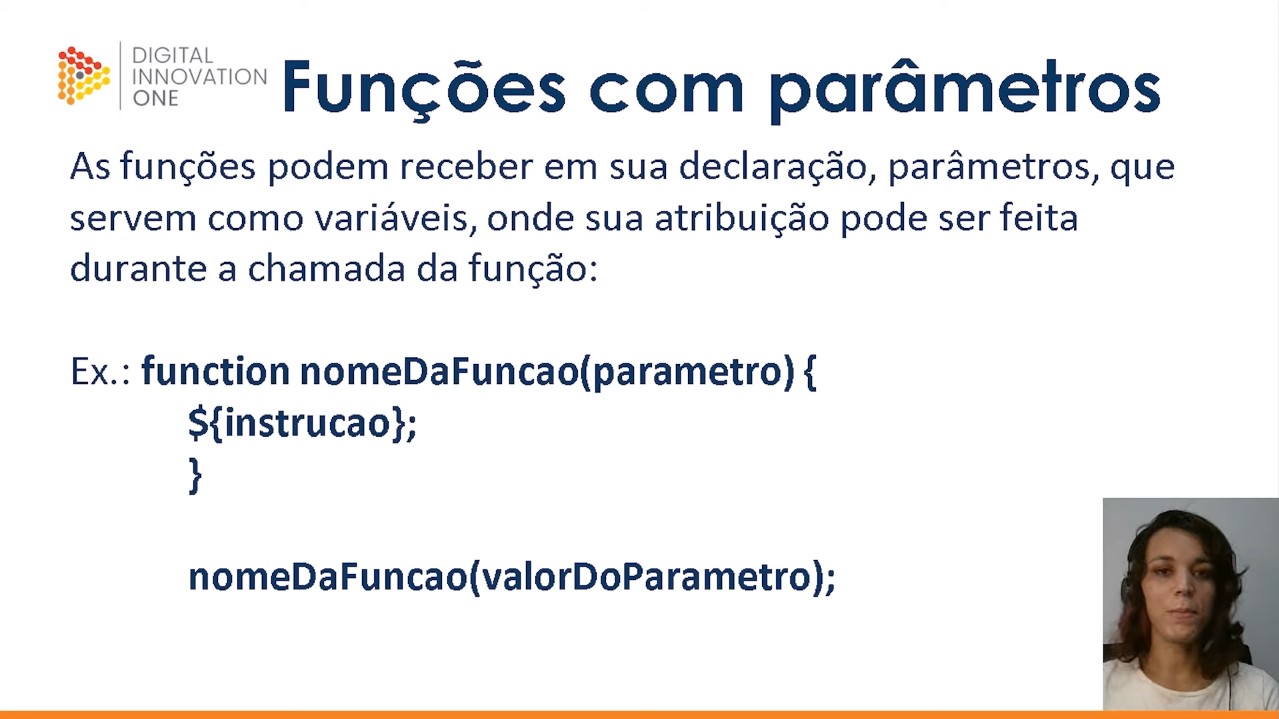 DIGITAL
INNOVATION
ONE
Funções com parâmetros
As funções podem receber em sua declaração, parâmetros, que
servem como variáveis, onde sua atribuição pode ser feita
durante a chamada da função:
Ex.: function nomeDaFuncao(parametro) {
${instrucao};
}
nomeDaFuncao(valorDoParametro);